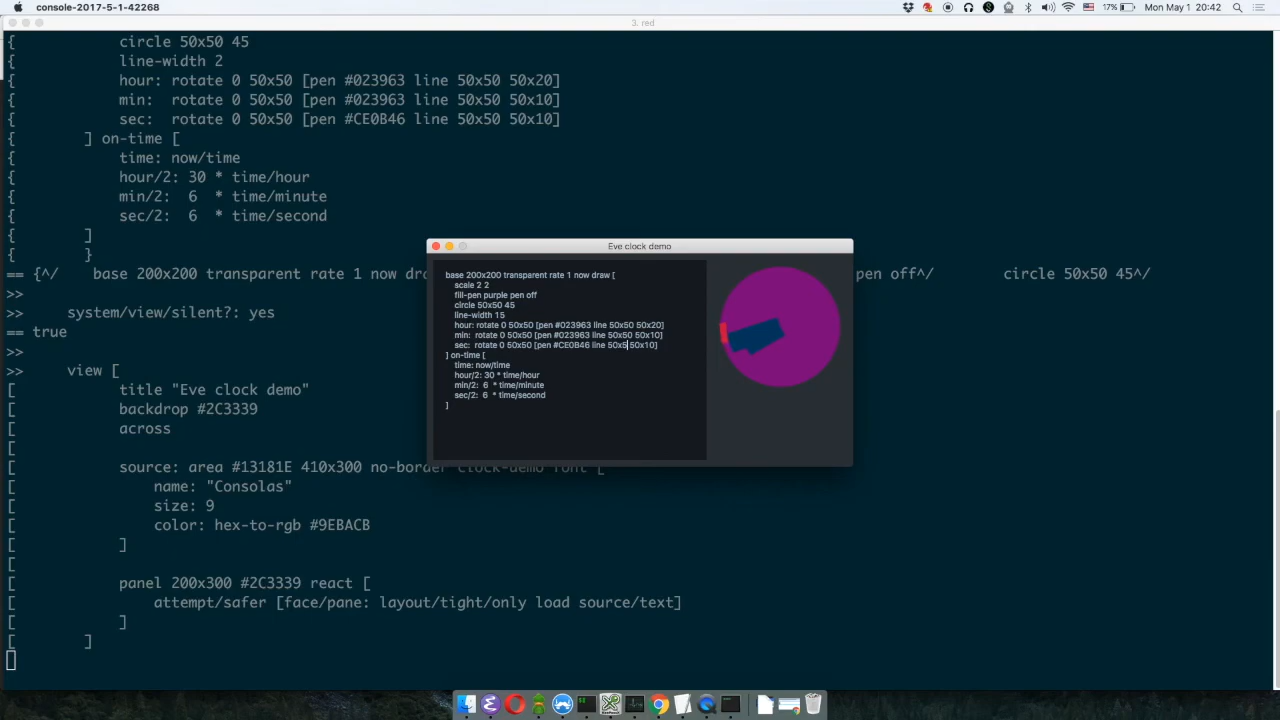 console-2017-5-1-42268
17%
Mon May 1 20:42
3. red
{ circle 50x50 45
{ line-width 2
{ hour: rotate 0 50x50 [pen #023963 line 50x50 50x20]
{ min: rotate 0 50x50 [pen #023963 line 50x50 50x10]
{ sec: rotate 0 50x50 [pen #CE0B46 line 50x50 50x10]
{ ] on-time [
{ time: now/time
{ hour/2: 30 * time/hour
{ min/2: 6 * time/minute
{ sec/2: 6 * time/second
{ ]
{ }
== {^/ base 200x200 transparent rate 1 now dra
pen off^/ circle 50x50 45^/
>>
>> system/view/silent?: yes
== true
>>
>> view [
[ title "Eve clock demo"
[ backdrop #2C3339
[ across
[
[ source: area #13181E 410x300 no-border clock-demo font [
[ name: "Consolas"
[ size: 9
[ color: hex-to-rgb #9EBACB
[ ]
[
[ panel 200x300 #2C3339 react [
[ attempt/safer [face/pane: layout/tight/only load source/text]
[ ]
[ ]
Eve clock demo
base 200x200 transparent rate 1 now draw [
scale 2 2
fill-pen purple pen off
circle 50x50 45
line-width 15
hour: rotate 0 50x50 [pen #023963 line 50x50 50x20]
min: rotate 0 50x50 [pen #023963 line 50x50 50x10]
sec: rotate 0 50x50 [pen #CE0B46 line 50x5 50x10]
] on-time [
time: now/time
hour/2: 30 * time/hour
min/2: 6 * time/minute
sec/2: 6 * time/second
]